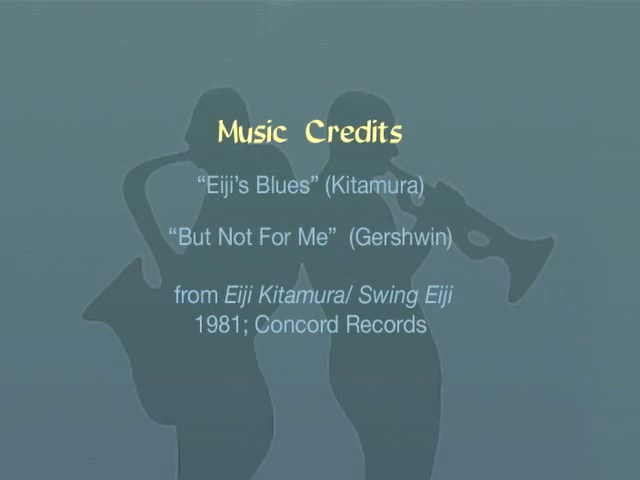 Music Credits
“Eiji’s Blues” (Kitamura)
“But Not For Me” (Gershwin)
from Eiji Kitamura/ Swing Eiji
1981; Concord Records